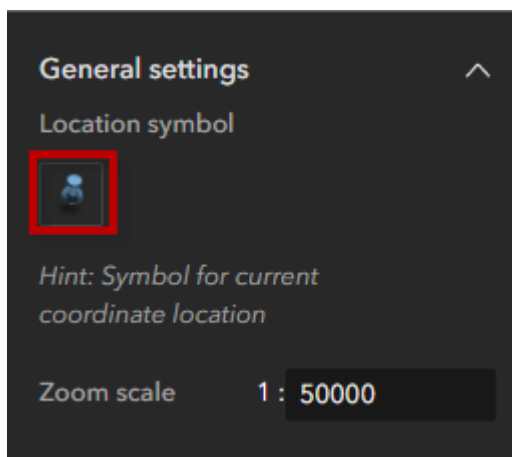 General settings
Location symbol
Hint: Symbol for current
coordinate location
Zoom scale 1 : 50000